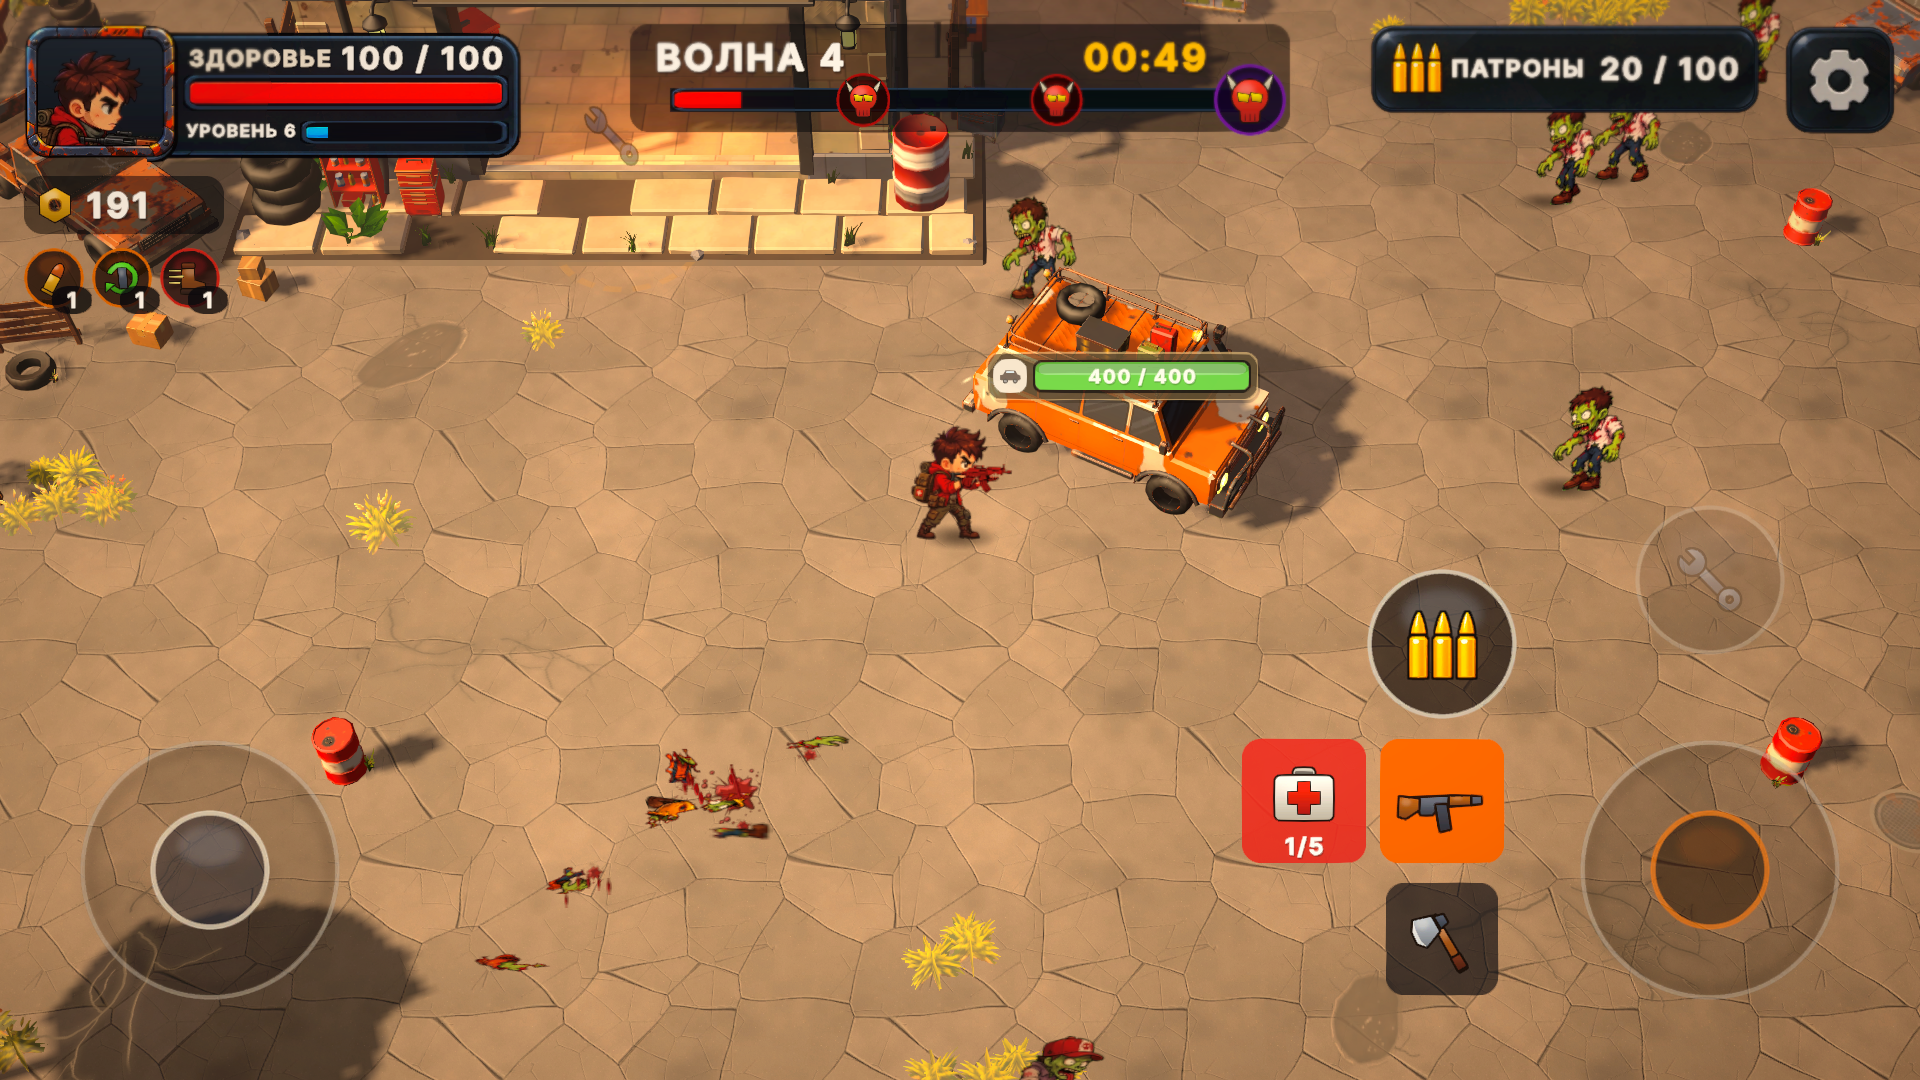 ЗДОРОВЬЕ 100 / 100
УРОВЕНЬ 6
191
1 1 1
ВОЛНА 4 00:49
ПАТРОНЫ 20 / 100
400 / 400
1/5